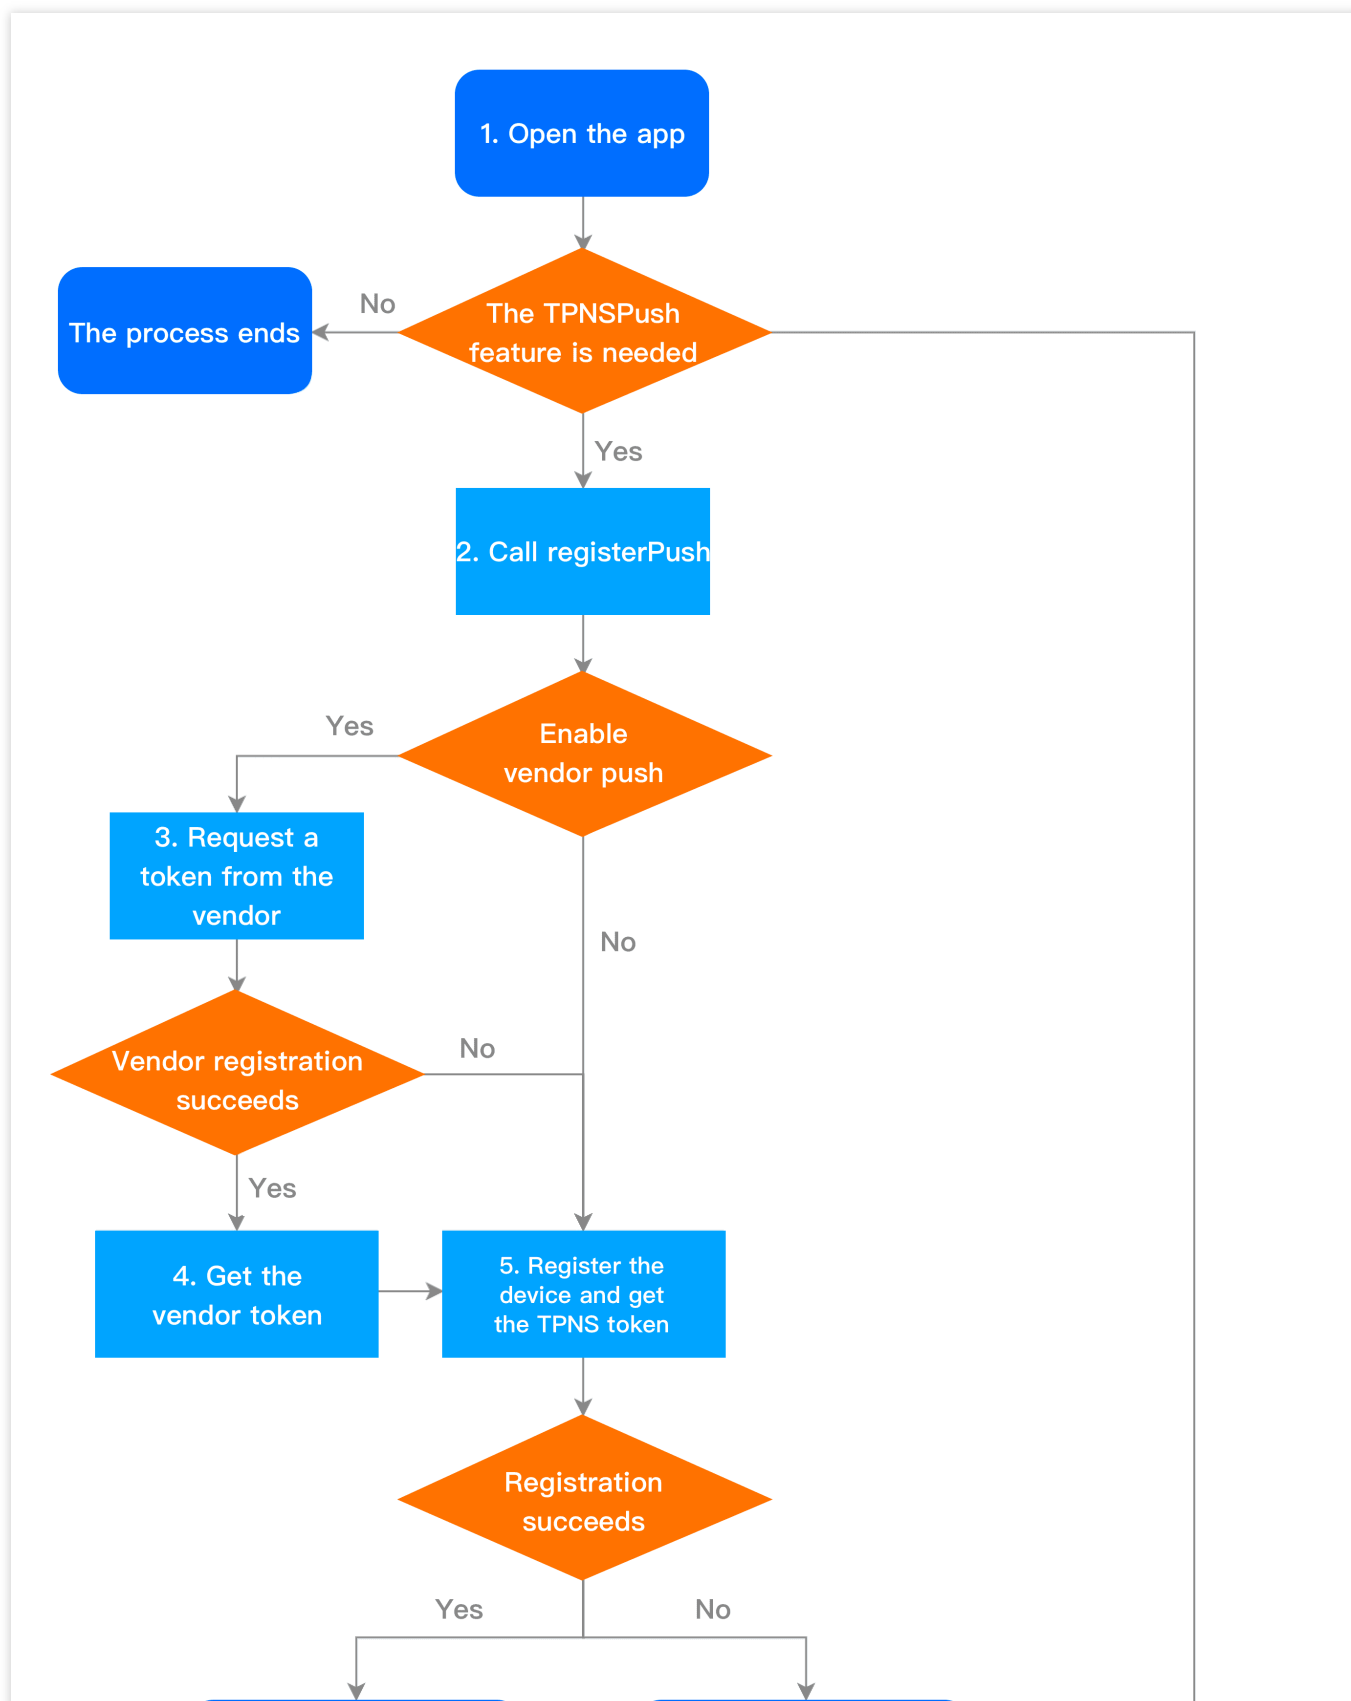 1. Open the app
No
The TPNSPush
feature is needed
The process ends
Yes
2. Call registerPush
Yes
Enable
vendor push
3. Request a
token from the
vendor
No
No
Vendor registration
succeeds
Yes
4. Get the
vendor token
5. Register the
device and get
the TPNS token
Registration
succeeds
Yes
No